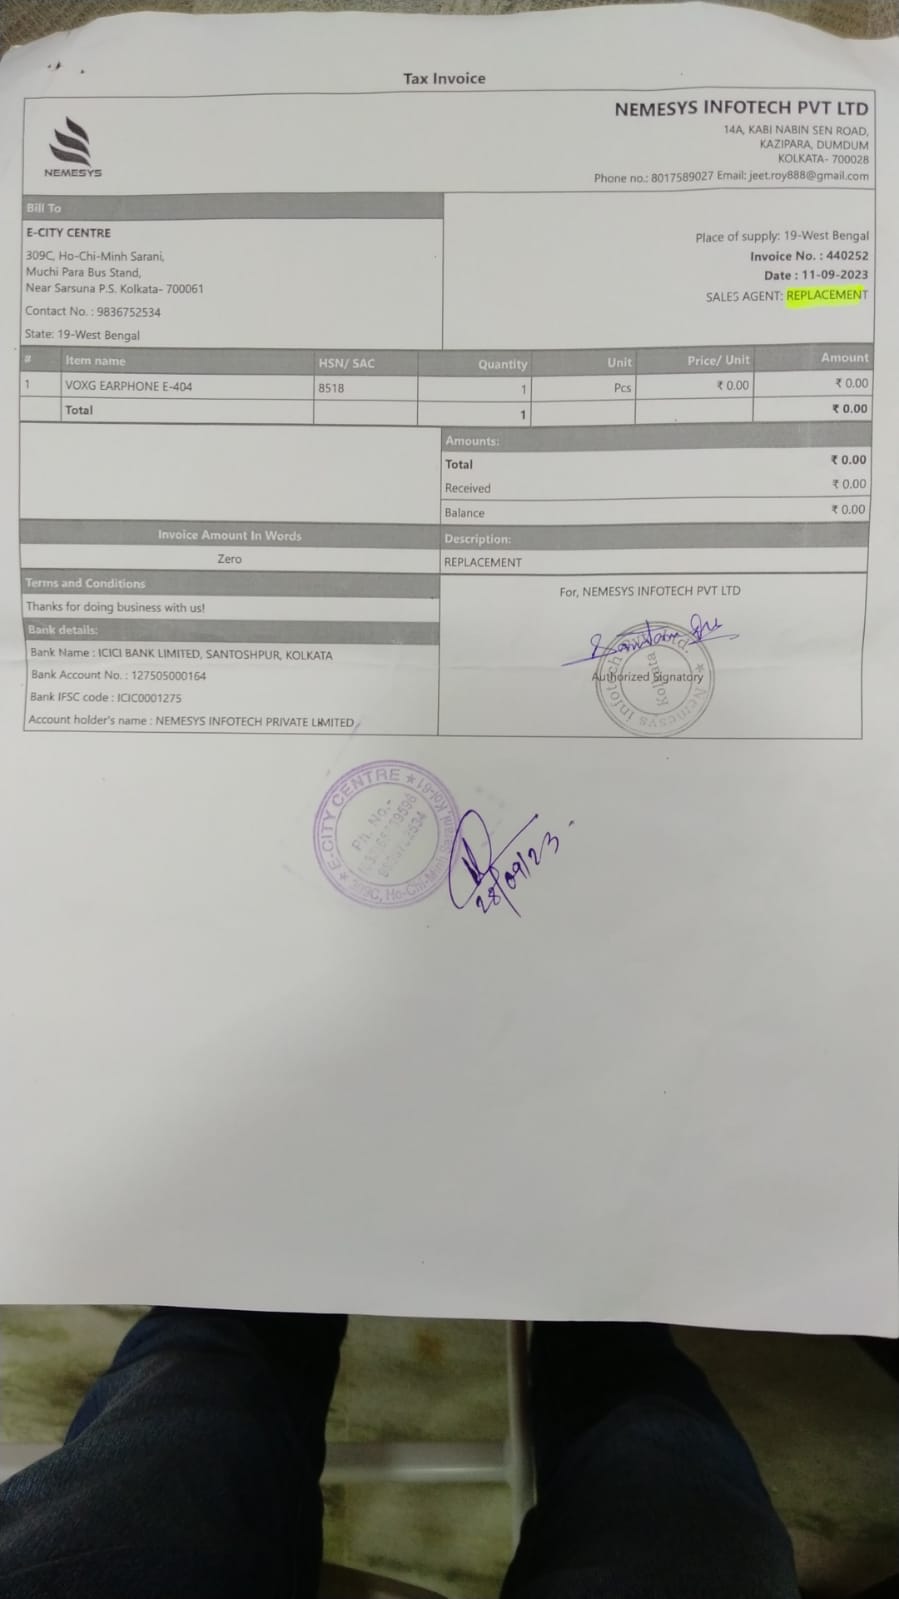 Tax Invoice
NEMESYS
NEMESYS INFOTECH PVT LTD
14A, KABI NABIN SEN ROAD,
KAZIPARA, DUMDUM
KOLKATA- 700028
Phone no.: 8017589027 Email: jeet.roy888@gmail.com
Bill To
E-CITY CENTRE
309C, Ho-Chi-Minh Sarani,
Muchi Para Bus Stand,
Near Sarsuna P.S. Kolkata- 700061
Contact No. : 9836752534
State: 19-West Bengal
Place of supply: 19-West Bengal
Invoice No. : 440252
Date : 11-09-2023
SALES AGENT: REPLACEMENT
# Item name HSN/ SAC Quantity Unit Price/ Unit Amount
1 VOXG EARPHONE E-404 8518 1 Pcs ₹ 0.00 ₹ 0.00
Total 1 ₹ 0.00
Amounts:
Total ₹ 0.00
Received ₹ 0.00
Balance ₹ 0.00
Invoice Amount In Words
Zero
Description:
REPLACEMENT
Terms and Conditions
Thanks for doing business with us!
Bank details:
Bank Name : ICICI BANK LIMITED, SANTOSHPUR, KOLKATA
Bank Account No. : 127505000164
Bank IFSC code : ICIC0001275
Account holder's name : NEMESYS INFOTECH PRIVATE LIMITED
For, NEMESYS INFOTECH PVT LTD
Authorized Signatory
Nemesys Infotech Pvt. Ltd.
Kolkata
E-CITY CENTRE
309C, Ho-Chi-Minh Sarani, Kol-61
Ph. No.-
28/09/23